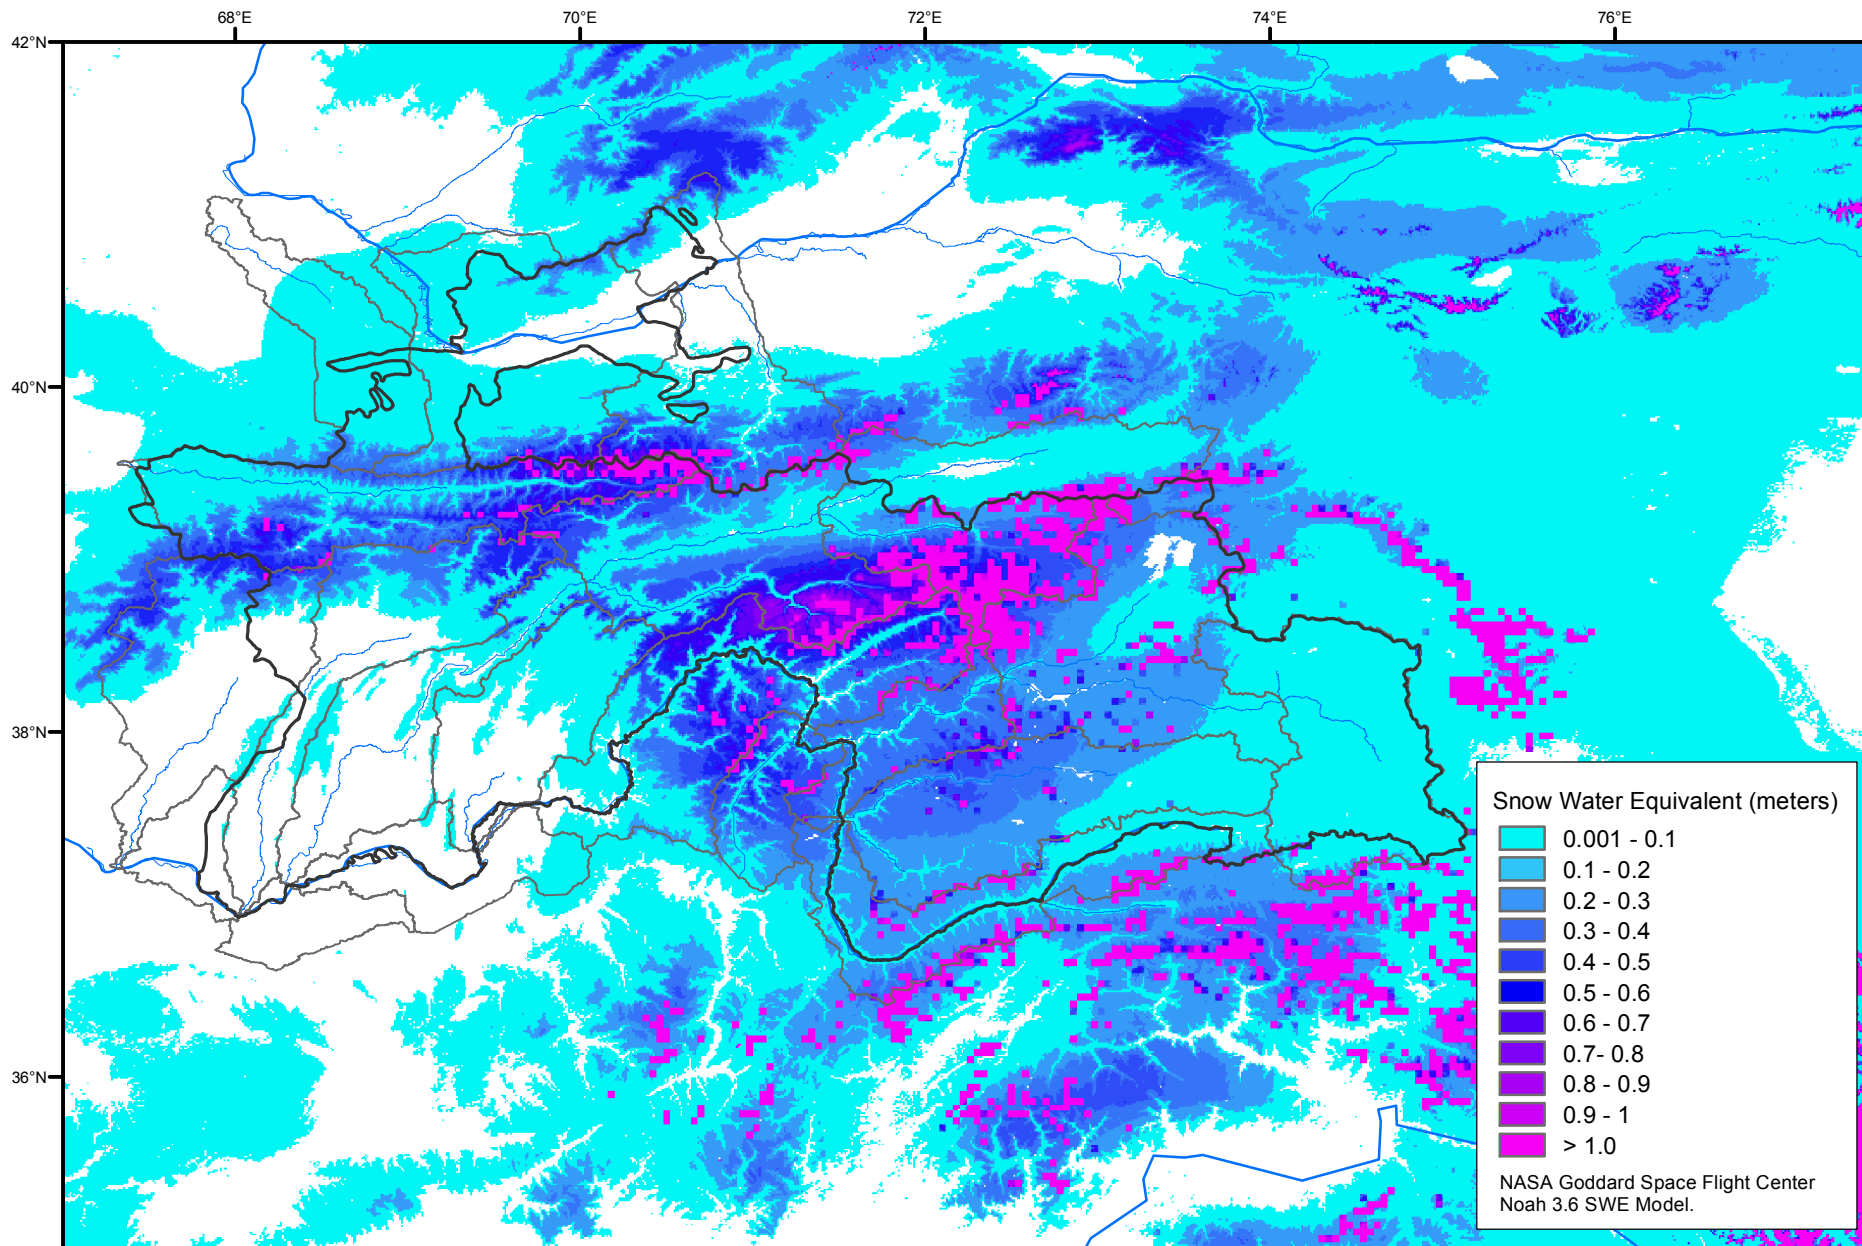 68°E
70°E
72°E
74°E
76°E
42°N
40°N
38°N
36°N
Snow Water Equivalent (meters)
0.001 - 0.1
0.1 - 0.2
0.2 - 0.3
0.3 - 0.4
0.4 - 0.5
0.5 - 0.6
0.6 - 0.7
0.7- 0.8
0.8 - 0.9
0.9 - 1
> 1.0
NASA Goddard Space Flight Center
Noah 3.6 SWE Model.